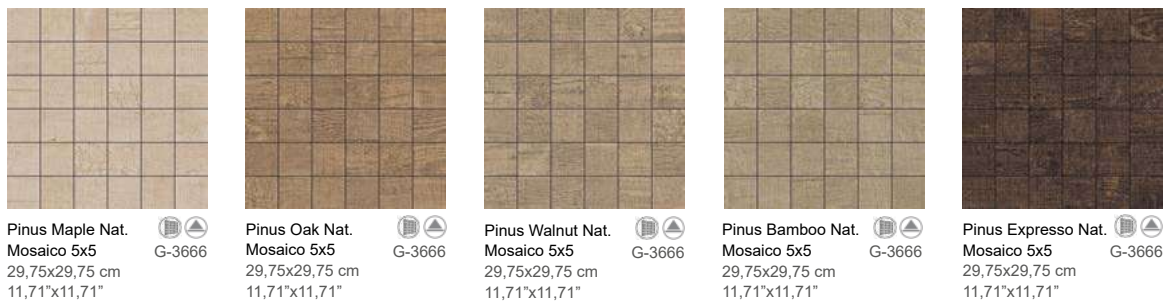 Pinus Maple Nat.
Mosaico 5x5 G-3666
29,75x29,75 cm
11,71”x11,71”
Pinus Oak Nat.
Mosaico 5x5 G-3666
29,75x29,75 cm
11,71”x11,71”
Pinus Walnut Nat.
Mosaico 5x5 G-3666
29,75x29,75 cm
11,71”x11,71”
Pinus Bamboo Nat.
Mosaico 5x5 G-3666
29,75x29,75 cm
11,71”x11,71”
Pinus Expresso Nat.
Mosaico 5x5 G-3666
29,75x29,75 cm
11,71”x11,71”